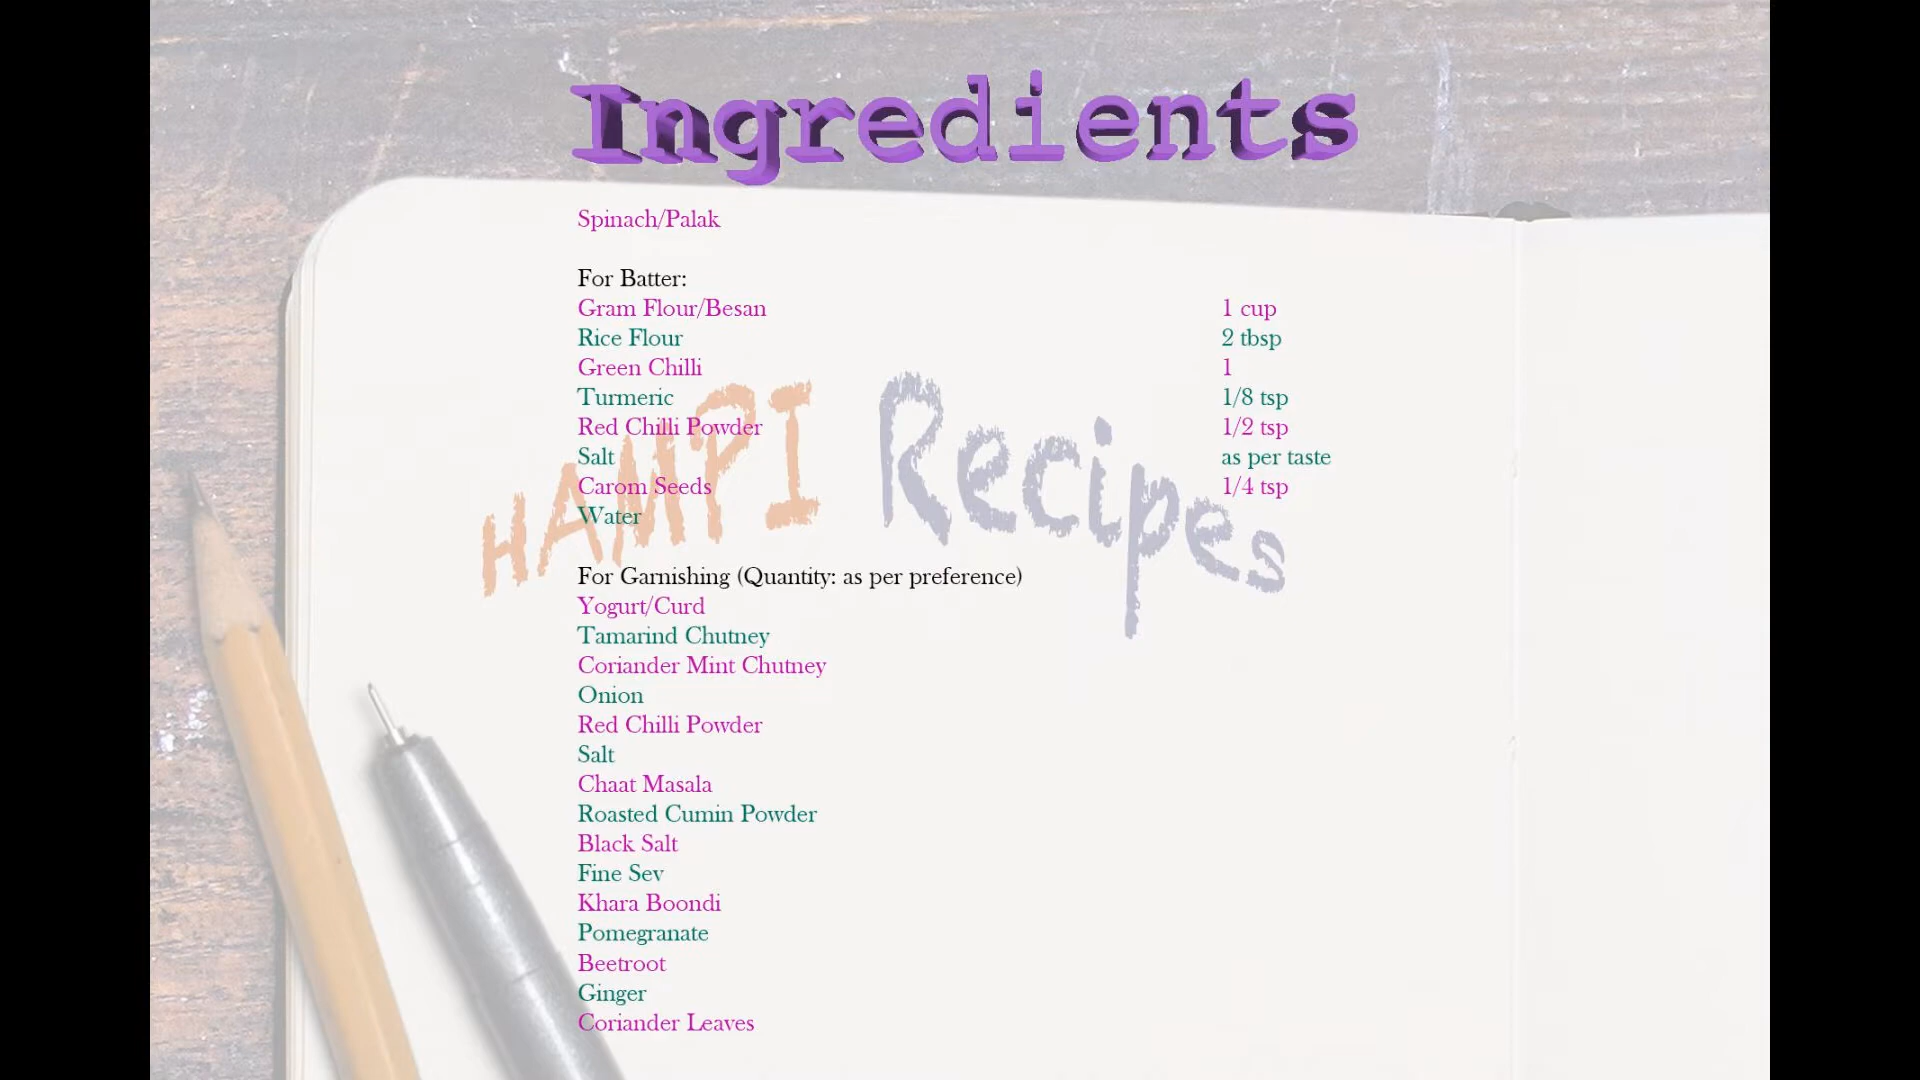 Ingredients
Spinach/Palak
For Batter:
Gram Flour/Besan 1 cup
Rice Flour 2 tbsp
Green Chilli 1
Turmeric 1/8 tsp
Red Chilli Powder 1/2 tsp
Salt as per taste
Carom Seeds 1/4 tsp
Water
HAMPI Recipes
For Garnishing (Quantity: as per preference)
Yogurt/Curd
Tamarind Chutney
Coriander Mint Chutney
Onion
Red Chilli Powder
Salt
Chaat Masala
Roasted Cumin Powder
Black Salt
Fine Sev
Khara Boondi
Pomegranate
Beetroot
Ginger
Coriander Leaves